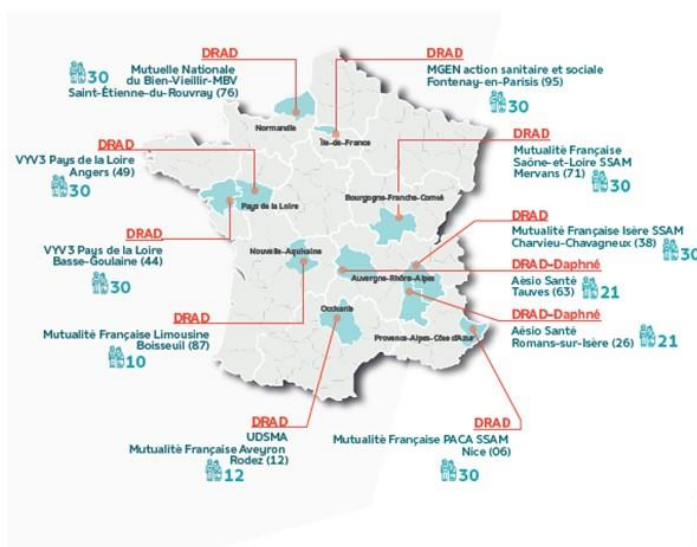 DRAD
Mutuelle Nationale
du Bien-Vieillir-MBV
Saint-Étienne-du-Rouvray (76)
30
DRAD
MGEN action sanitaire et sociale
Fontenay-en-Parisis (95)
30
Normandie
Île-de-France
DRAD
VYV3 Pays de la Loire
Angers (49)
30
DRAD
Mutualité Française
Saône-et-Loire SSAM
Mervans (71)
30
Pays de la Loire
Bourgogne-Franche-Comté
DRAD
VYV3 Pays de la Loire
Basse-Goulaine (44)
30
DRAD
Mutualité Française Isère SSAM
Charvieu-Chavagneux (38)
30
Nouvelle-Aquitaine
Auvergne-Rhône-Alpes
DRAD-Daphné
Aésio Santé
Tauves (63)
21
DRAD-Daphné
Aésio Santé
Romans-sur-Isère (26)
21
DRAD
Mutualité Française Limousine
Boisseuil (87)
10
Occitanie
Provence-Alpes-Côte d'Azur
DRAD
UDSMA
Mutualité Française Aveyron
Rodez (12)
12
DRAD
Mutualité Française PACA SSAM
Nice (06)
30